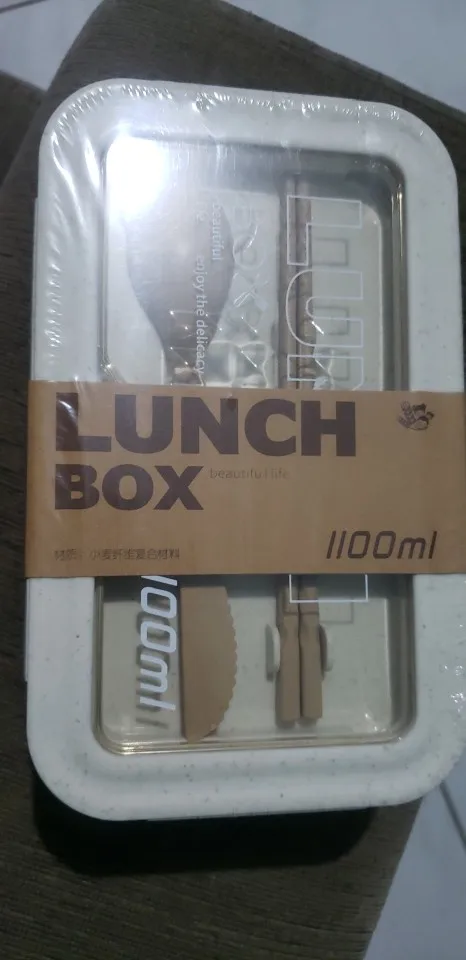 LUNCH
beautiful
enjoy the delicacy
LUNCH
BOX
beautiful life
材质：小麦纤维复合材料
1100ml
1100ml